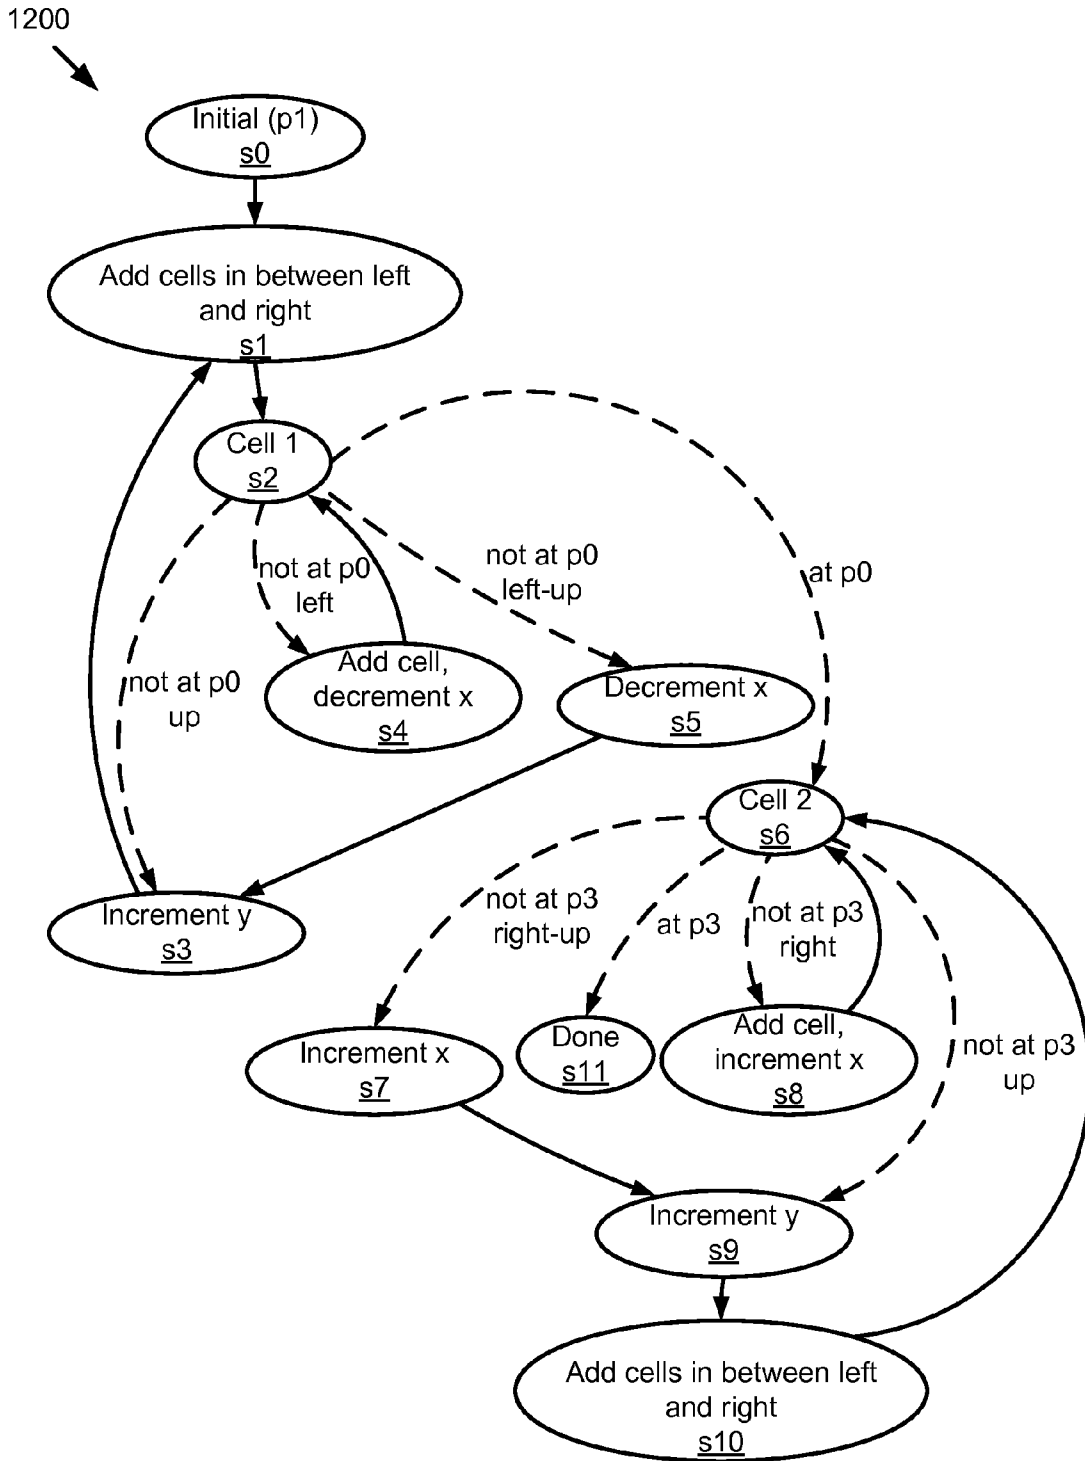 1200
Initial (p1)
s0
Add cells in between left
and right
s1
Cell 1
s2
not at p0
left
not at p0
left-up
at p0
not at p0
up
Add cell,
decrement x
s4
Decrement x
s5
Cell 2
s6
Increment y
s3
not at p3
right-up
at p3
not at p3
right
not at p3
up
Increment x
s7
Done
s11
Add cell,
increment x
s8
Increment y
s9
Add cells in between left
and right
s10